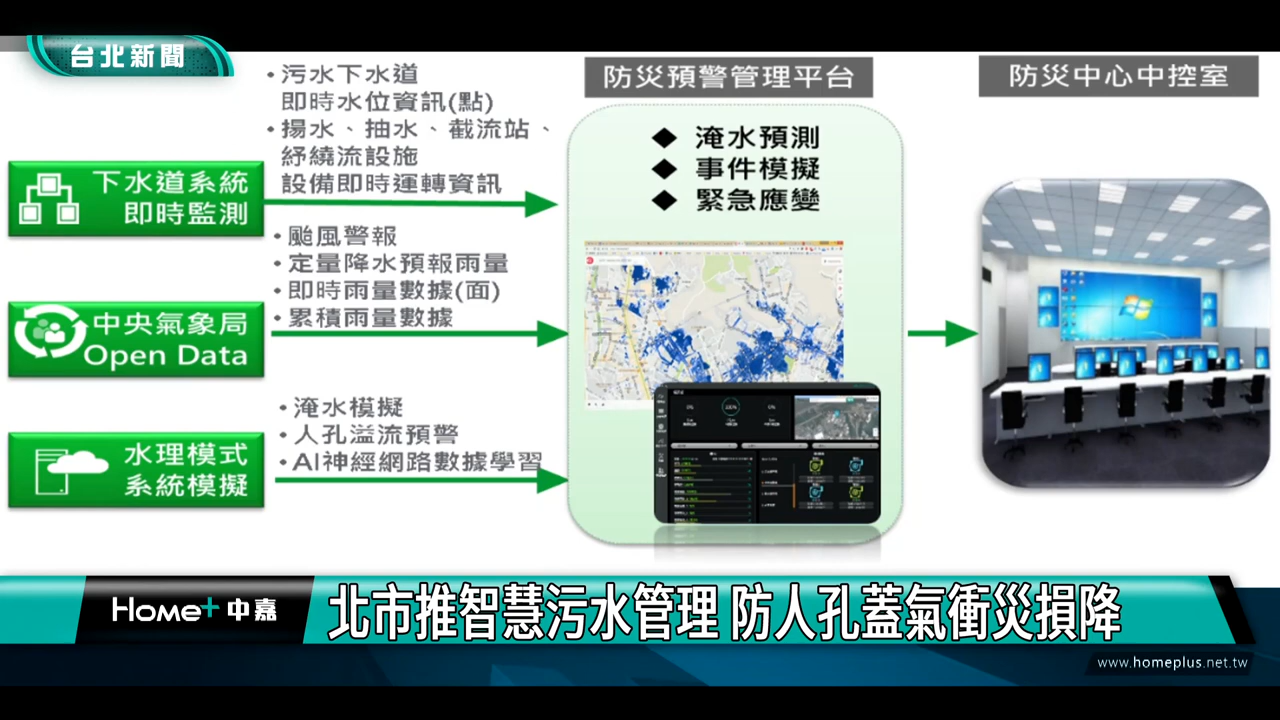 台北新聞
• 污水下水道
即時水位資訊(點)
• 揚水、抽水、截流站、
紓繞流設施
設備即時運轉資訊
下水道系統
即時監測
• 颱風警報
• 定量降水預報雨量
• 即時雨量數據(面)
• 累積雨量數據
中央氣象局
Open Data
• 淹水模擬
• 人孔溢流預警
• AI神經網路數據學習
水理模式
系統模擬
防災預警管理平台
◆ 淹水預測
◆ 事件模擬
◆ 緊急應變
防災中心中控室
Home+ 中嘉
北市推智慧污水管理 防人孔蓋氣衝災損降
www.homeplus.net.tw